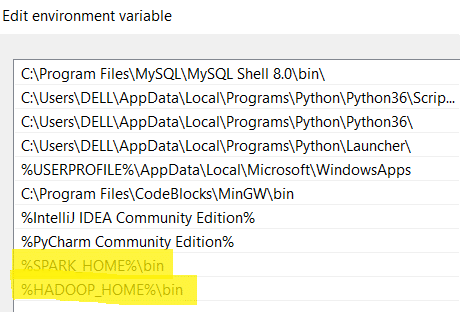 Edit environment variable
C:\Program Files\MySQL\MySQL Shell 8.0\bin\
C:\Users\DELL\AppData\Local\Programs\Python\Python36\Scrip...
C:\Users\DELL\AppData\Local\Programs\Python\Python36\
C:\Users\DELL\AppData\Local\Programs\Python\Launcher\
%USERPROFILE%\AppData\Local\Microsoft\WindowsApps
C:\Program Files\CodeBlocks\MinGW\bin
%IntelliJ IDEA Community Edition%
%PyCharm Community Edition%
%SPARK_HOME%\bin
%HADOOP_HOME%\bin